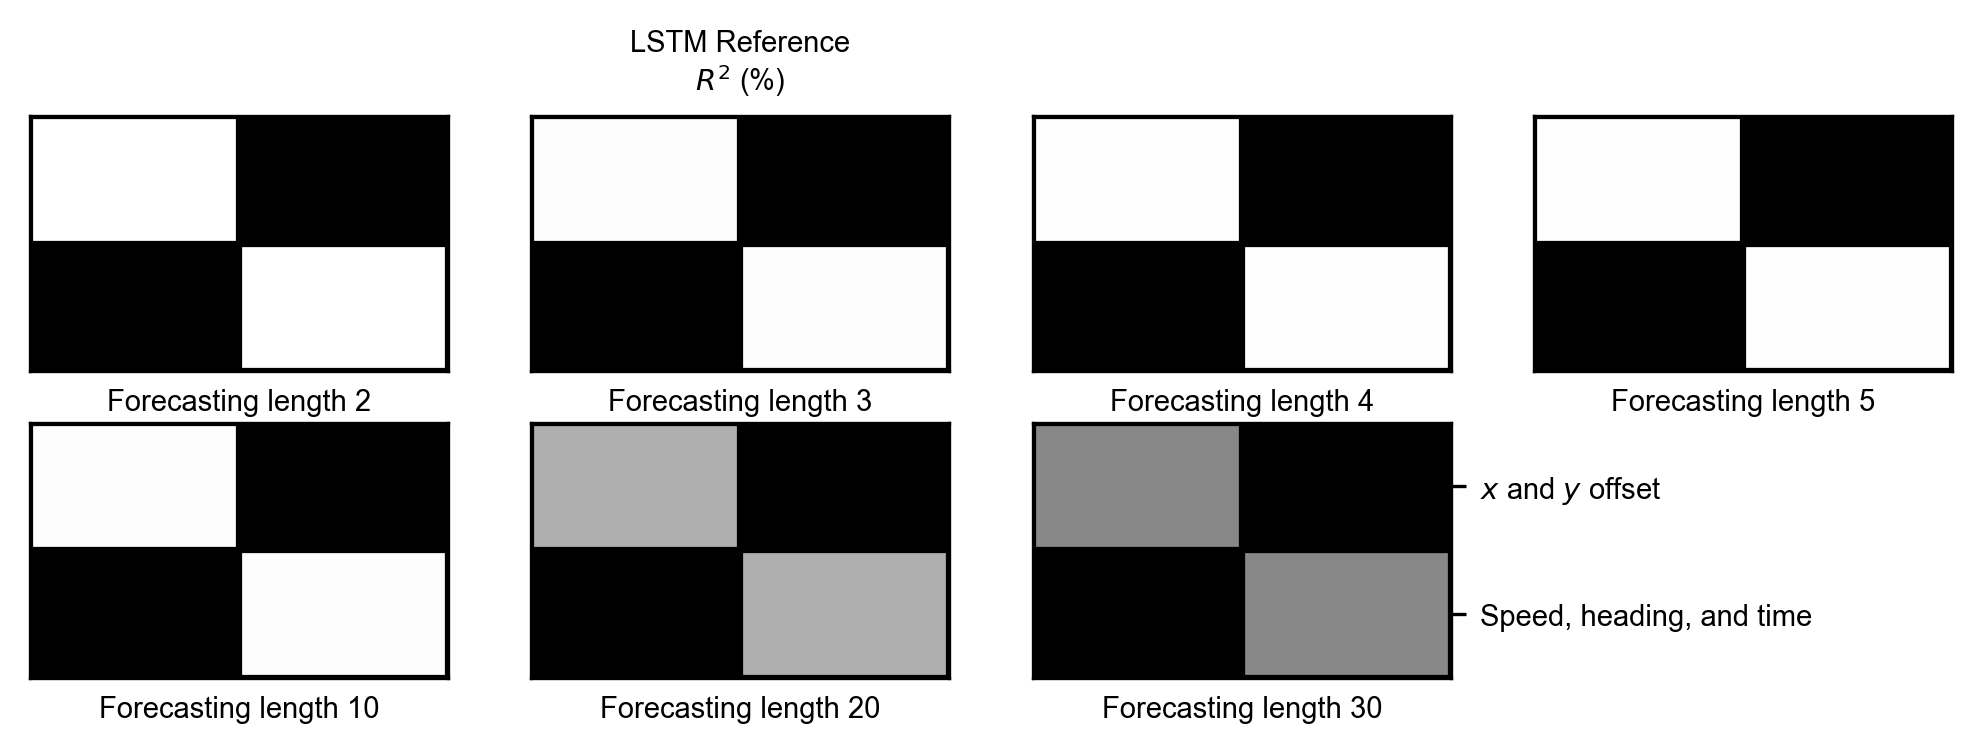 LSTM Reference
R² (%)
Forecasting length 2
Forecasting length 3
Forecasting length 4
Forecasting length 5
x and y offset
Speed, heading, and time
Forecasting length 10
Forecasting length 20
Forecasting length 30